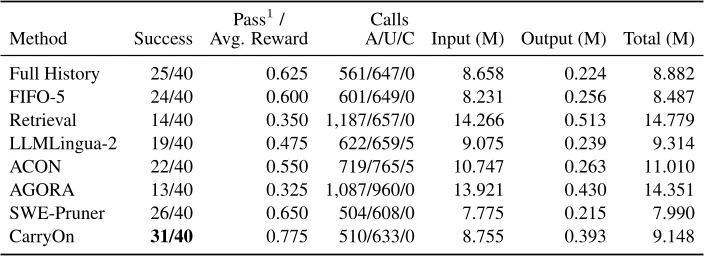 Pass¹ / Calls
Method Success Avg. Reward A/U/C Input (M) Output (M) Total (M)
Full History 25/40 0.625 561/647/0 8.658 0.224 8.882
FIFO-5 24/40 0.600 601/649/0 8.231 0.256 8.487
Retrieval 14/40 0.350 1,187/657/0 14.266 0.513 14.779
LLMLingua-2 19/40 0.475 622/659/5 9.075 0.239 9.314
ACON 22/40 0.550 719/765/5 10.747 0.263 11.010
AGORA 13/40 0.325 1,087/960/0 13.921 0.430 14.351
SWE-Pruner 26/40 0.650 504/608/0 7.775 0.215 7.990
CarryOn 31/40 0.775 510/633/0 8.755 0.393 9.148